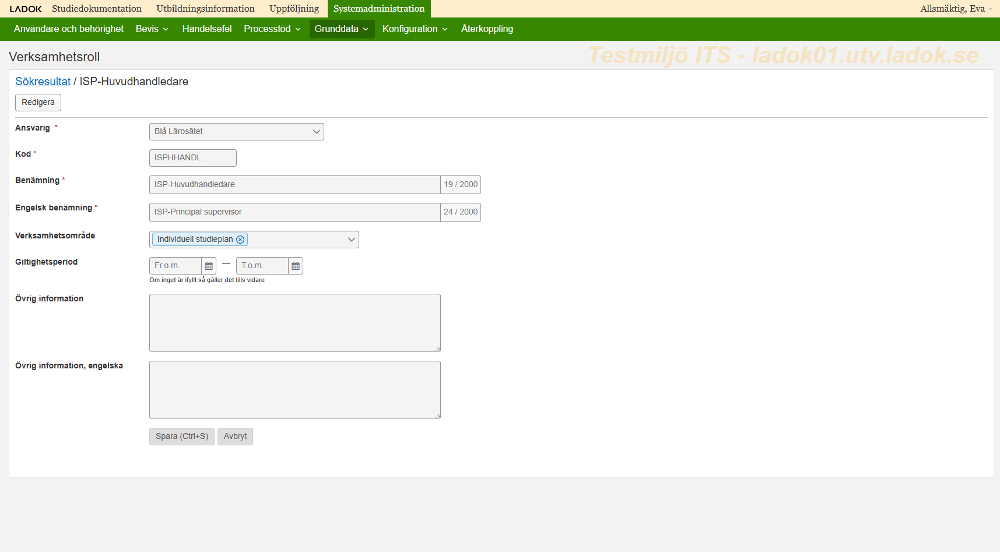 LADOK Studiedokumentation Utbildningsinformation Uppföljning Systemadministration Allsmäktig, Eva
Användare och behörighet Bevis Händelsefel Processtöd Grunddata Konfiguration Återkoppling
Verksamhetsroll
Testmiljö ITS - ladok01.utv.ladok.se
Sökresultat / ISP-Huvudhandledare
Redigera
Ansvarig * Blå Lärosätet
Kod * ISPHHANDL
Benämning * ISP-Huvudhandledare 19 / 2000
Engelsk benämning * ISP-Principal supervisor 24 / 2000
Verksamhetsområde Individuell studieplan
Giltighetsperiod Fr.o.m. — T.o.m.
Om inget är ifyllt så gäller det tills vidare
Övrig information
Övrig information, engelska
Spara (Ctrl+S) Avbryt